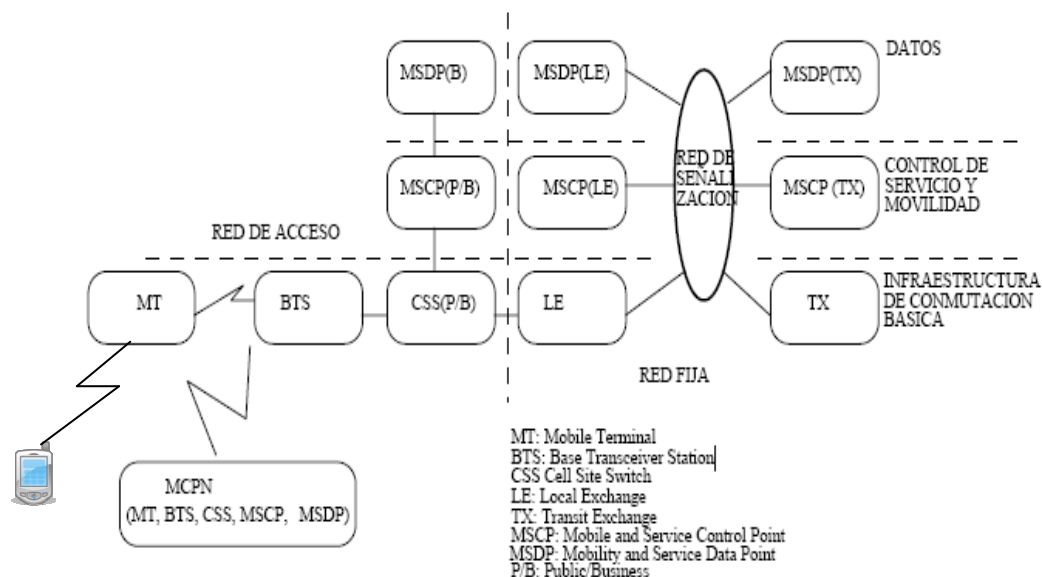 DATOS
MSDP(B)
MSDP(LE)
MSDP(TX)
RED DE
SEÑALI
ZACION
MSCP(P/B)
MSCP(LE)
MSCP (TX)
CONTROL DE
SERVICIO Y
MOVILIDAD
RED DE ACCESO
MT
BTS
CSS(P/B)
LE
TX
INFRAESTRUCTURA
DE CONMUTACION
BASICA
RED FIJA
MCPN
(MT, BTS, CSS, MSCP, MSDP)
MT: Mobile Terminal
BTS: Base Transceiver Station
CSS Cell Site Switch
LE: Local Exchange
TX: Transit Exchange
MSCP: Mobile and Service Control Point
MSDP: Mobility and Service Data Point
P/B: Public/Business